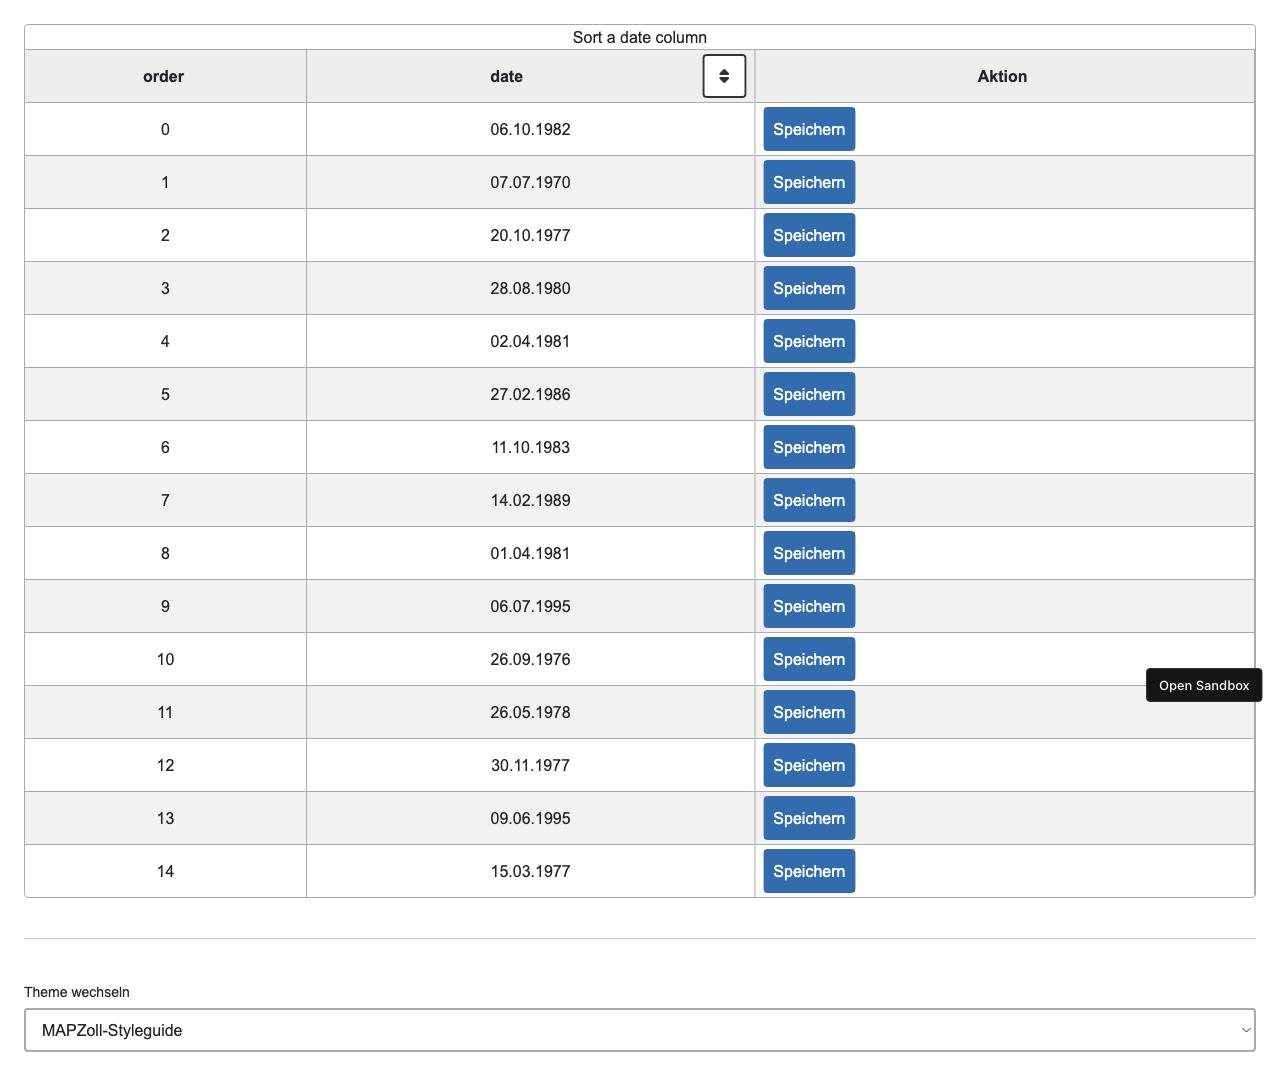 Sort a date column
order date Aktion
0 06.10.1982 Speichern
1 07.07.1970 Speichern
2 20.10.1977 Speichern
3 28.08.1980 Speichern
4 02.04.1981 Speichern
5 27.02.1986 Speichern
6 11.10.1983 Speichern
7 14.02.1989 Speichern
8 01.04.1981 Speichern
9 06.07.1995 Speichern
10 26.09.1976 Speichern
Open Sandbox
11 26.05.1978 Speichern
12 30.11.1977 Speichern
13 09.06.1995 Speichern
14 15.03.1977 Speichern
Theme wechseln
MAPZoll-Styleguide